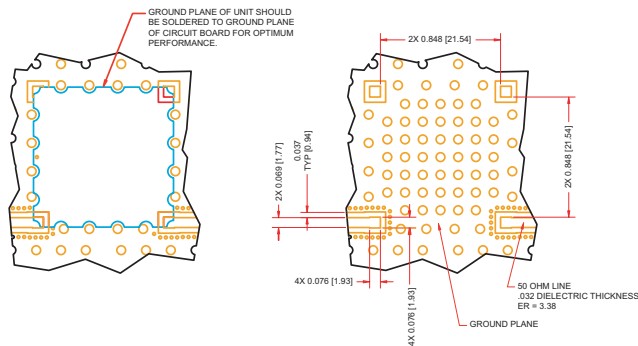 GROUND PLANE OF UNIT SHOULD
BE SOLDERED TO GROUND PLANE
OF CIRCUIT BOARD FOR OPTIMUM
PERFORMANCE.
2X 0.848 [21.54]
2X 0.848 [21.54]
0.037
TYP [0.94]
2X 0.069 [1.77]
4X 0.076 [1.93]
4X 0.076 [1.93]
50 OHM LINE
.032 DIELECTRIC THICKNESS
ER = 3.38
GROUND PLANE